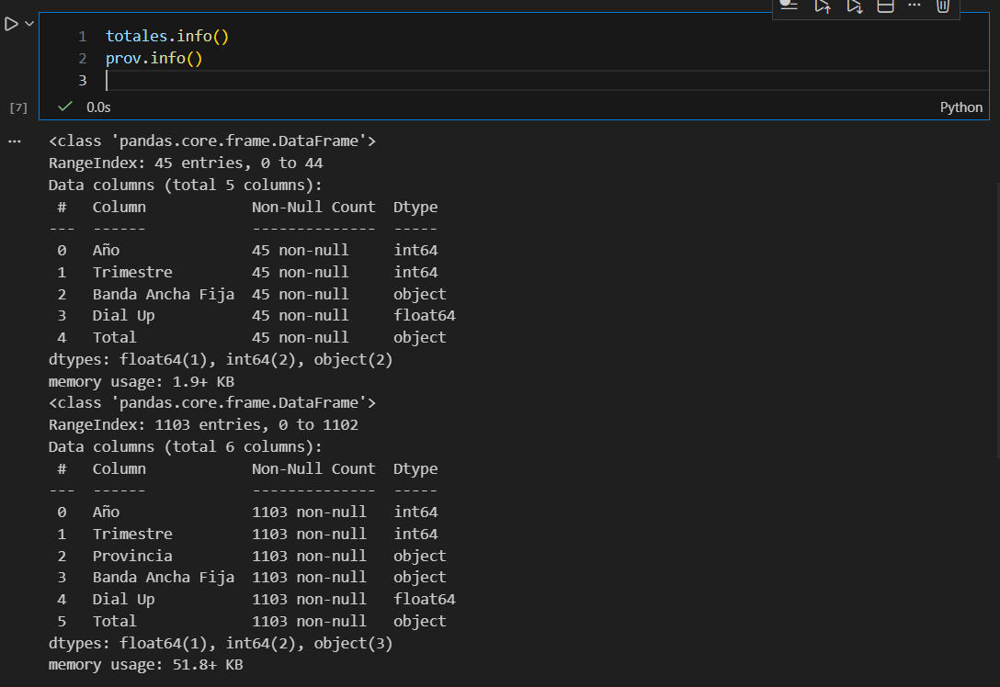 1 totales.info()
2 prov.info()
3
[7] 0.0s Python
<class 'pandas.core.frame.DataFrame'>
RangeIndex: 45 entries, 0 to 44
Data columns (total 5 columns):
 #   Column             Non-Null Count  Dtype
---  ------             --------------  -----
 0   Año                45 non-null     int64
 1   Trimestre          45 non-null     int64
 2   Banda Ancha Fija   45 non-null     object
 3   Dial Up            45 non-null     float64
 4   Total              45 non-null     object
dtypes: float64(1), int64(2), object(2)
memory usage: 1.9+ KB
<class 'pandas.core.frame.DataFrame'>
RangeIndex: 1103 entries, 0 to 1102
Data columns (total 6 columns):
 #   Column             Non-Null Count  Dtype
---  ------             --------------  -----
 0   Año                1103 non-null   int64
 1   Trimestre          1103 non-null   int64
 2   Provincia          1103 non-null   object
 3   Banda Ancha Fija   1103 non-null   object
 4   Dial Up            1103 non-null   float64
 5   Total              1103 non-null   object
dtypes: float64(1), int64(2), object(3)
memory usage: 51.8+ KB